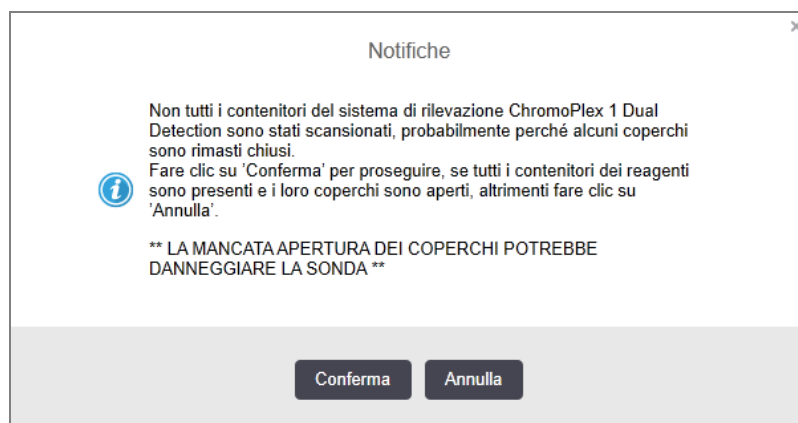 Notifiche
Non tutti i contenitori del sistema di rilevazione ChromoPlex 1 Dual
Detection sono stati scansionati, probabilmente perché alcuni coperchi
sono rimasti chiusi.
Fare clic su 'Conferma' per proseguire, se tutti i contenitori dei reagenti
sono presenti e i loro coperchi sono aperti, altrimenti fare clic su
'Annulla'.
** LA MANCATA APERTURA DEI COPERCHI POTREBBE
DANNEGGIARE LA SONDA **
Conferma Annulla